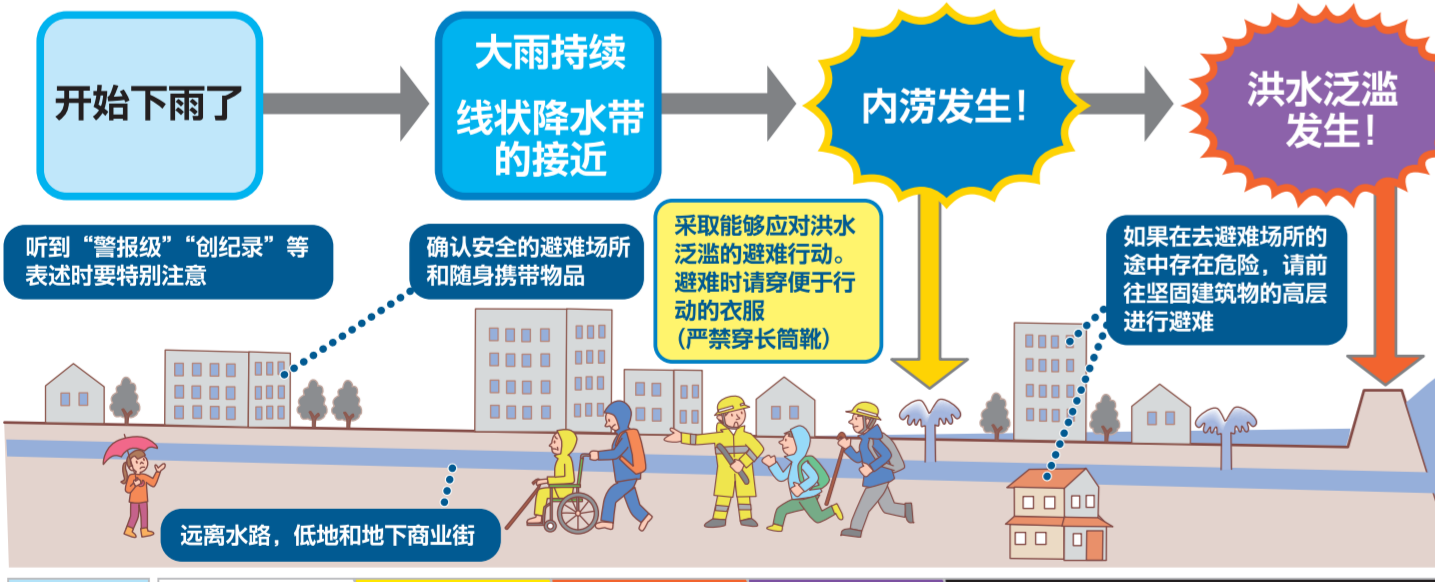 开始下雨了
大雨持续
线状降水带
的接近
内涝发生！
洪水泛滥
发生！
听到“警报级”“创纪录”等
表述时要特别注意
确认安全的避难场所
和随身携带物品
采取能够应对洪水
泛滥的避难行动。
避难时请穿便于行
动的衣服
（严禁穿长筒靴）
如果在去避难场所的
途中存在危险，请前
往坚固建筑物的高层
进行避难
远离水路，低地和地下商业街